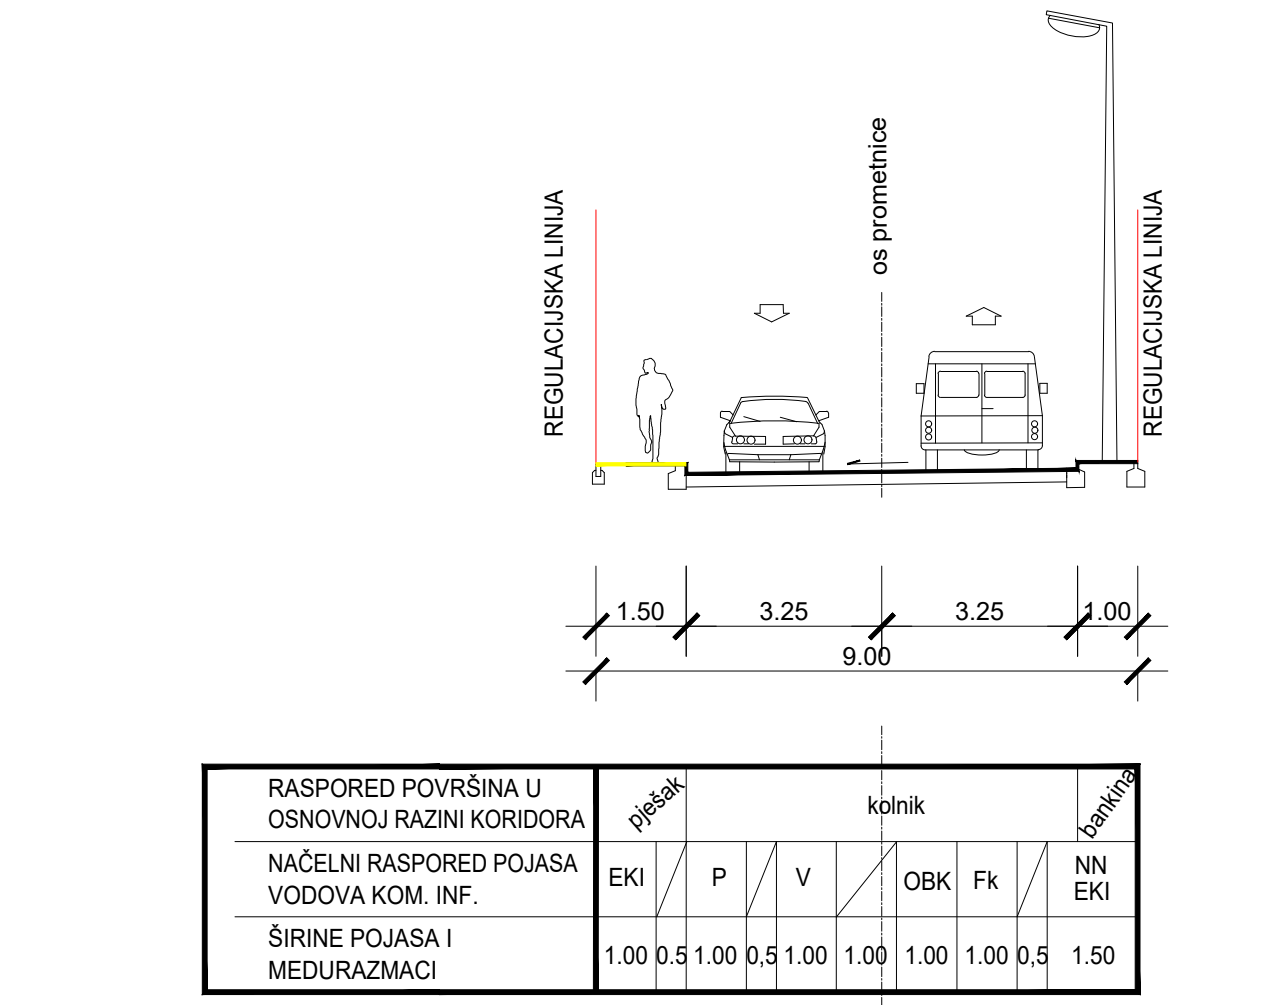 os prometnice
REGULACIJSKA LINIJA
REGULACIJSKA LINIJA
1.50 3.25 3.25 1.00
9.00
RASPORED POVRŠINA U
OSNOVNOJ RAZINI KORIDORA
pješak kolnik bankina
NAČELNI RASPORED POJASA
VODOVA KOM. INF.
EKI P V OBK Fk NN
EKI
ŠIRINE POJASA I
MEDURAZMACI
1.00 0.5 1.00 0,5 1.00 1.00 1.00 1.00 0,5 1.50